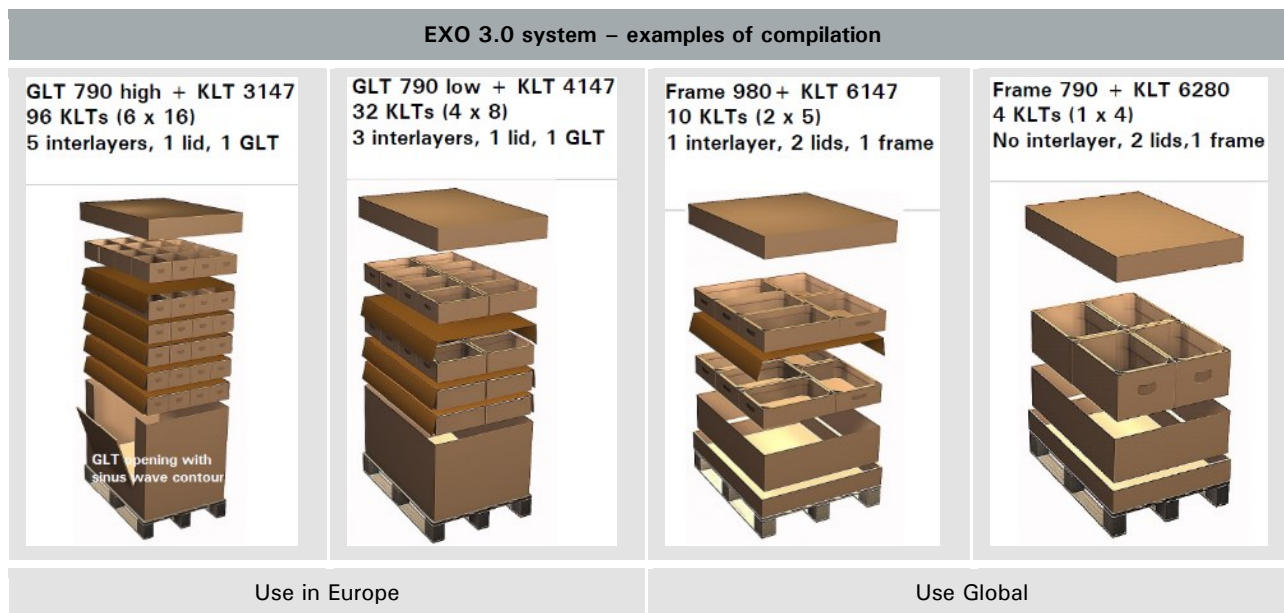 EXO 3.0 system – examples of compilation
GLT 790 high + KLT 3147
96 KLTs (6 x 16)
5 interlayers, 1 lid, 1 GLT
GLT opening with
sinus wave contour
GLT 790 low + KLT 4147
32 KLTs (4 x 8)
3 interlayers, 1 lid, 1 GLT
Frame 980+ KLT 6147
10 KLTs (2 x 5)
1 interlayer, 2 lids, 1 frame
Frame 790 + KLT 6280
4 KLTs (1 x 4)
No interlayer, 2 lids,1 frame
Use in Europe
Use Global